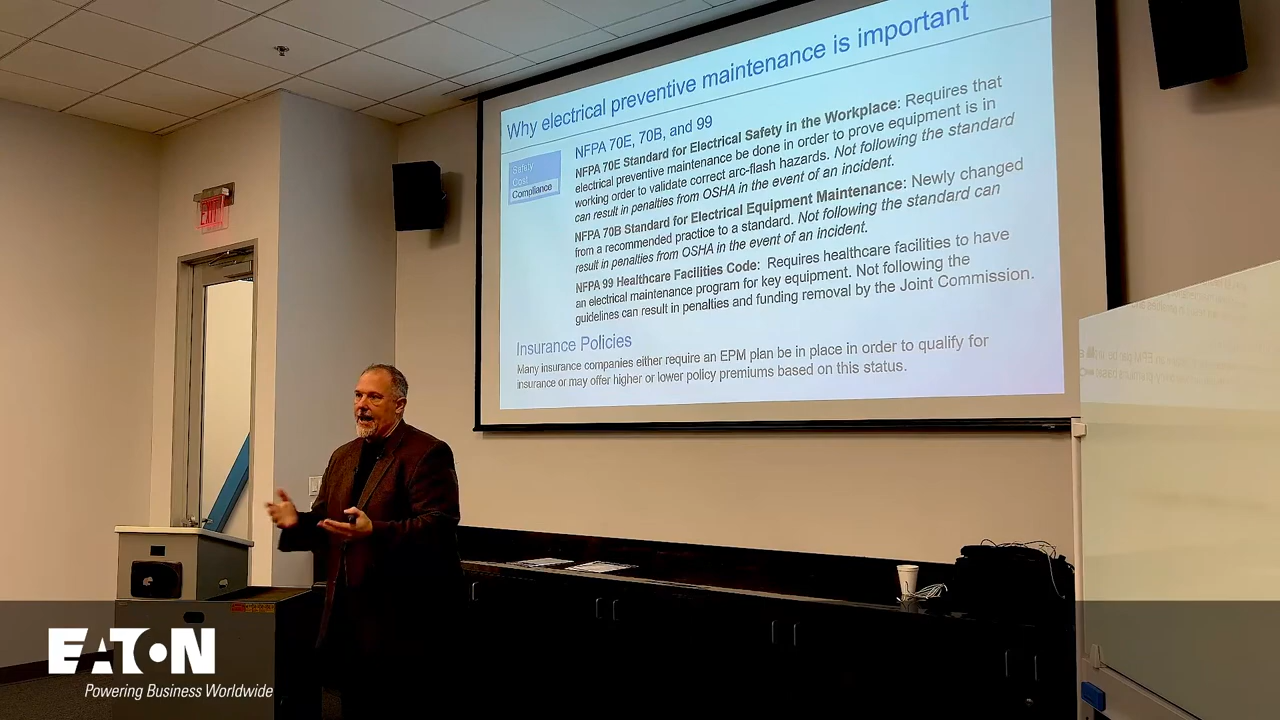 Why electrical preventive maintenance is important
Safety
Cost
Compliance
NFPA 70E, 70B, and 99
NFPA 70E Standard for Electrical Safety in the Workplace: Requires that
electrical preventive maintenance be done in order to prove equipment is in
working order to validate correct arc-flash hazards. Not following the standard
can result in penalties from OSHA in the event of an incident.
NFPA 70B Standard for Electrical Equipment Maintenance: Newly changed
from a recommended practice to a standard. Not following the standard can
result in penalties from OSHA in the event of an incident.
NFPA 99 Healthcare Facilities Code: Requires healthcare facilities to have
an electrical maintenance program for key equipment. Not following the
guidelines can result in penalties and funding removal by the Joint Commission.
Insurance Policies
Many insurance companies either require an EPM plan be in place in order to qualify for
insurance or may offer higher or lower policy premiums based on this status.
EXIT
EATON
Powering Business Worldwide